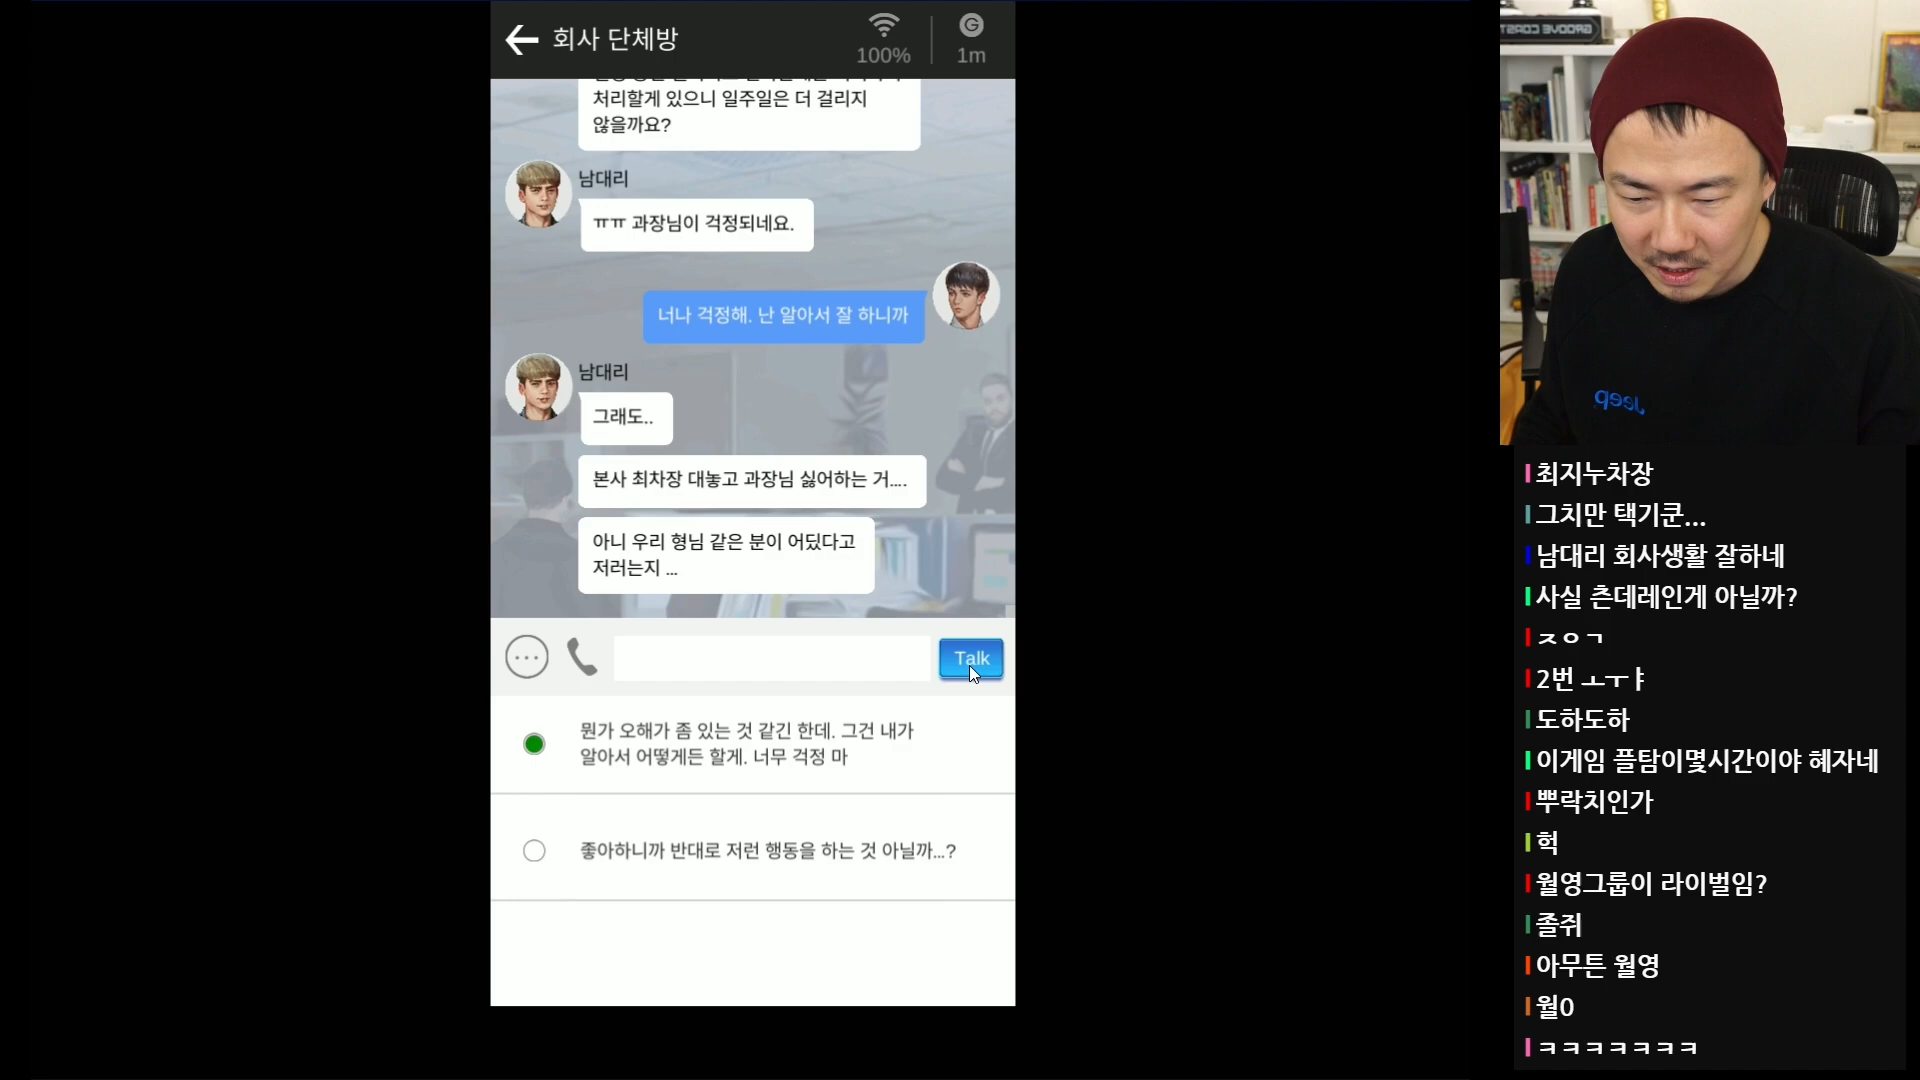 회사 단체방
100%
G
1m
처리할게 있으니 일주일은 더 걸리지
않을까요?
남대리
ㅠㅠ 과장님이 걱정되네요.
너나 걱정해. 난 알아서 잘 하니까
남대리
그래도..
본사 최차장 대놓고 과장님 싫어하는 거....
아니 우리 형님 같은 분이 어딨다고
저러는지 ...
Talk
뭔가 오해가 좀 있는 것 같긴 한데. 그건 내가
알아서 어떻게든 할게. 너무 걱정 마
좋아하니까 반대로 저런 행동을 하는 것 아닐까...?
GROOVE COAST
Jeep
최지누차장
그치만 택기쿤...
남대리 회사생활 잘하네
사실 츤데레인게 아닐까?
ㅈㅇㄱ
2번 ㅗㅜㅑ
도하도하
이게임 플탐이몇시간이야 혜자네
뿌락치인가
헉
월영그룹이 라이벌임?
졸쥐
아무튼 월영
월0
ㅋㅋㅋㅋㅋㅋㅋ